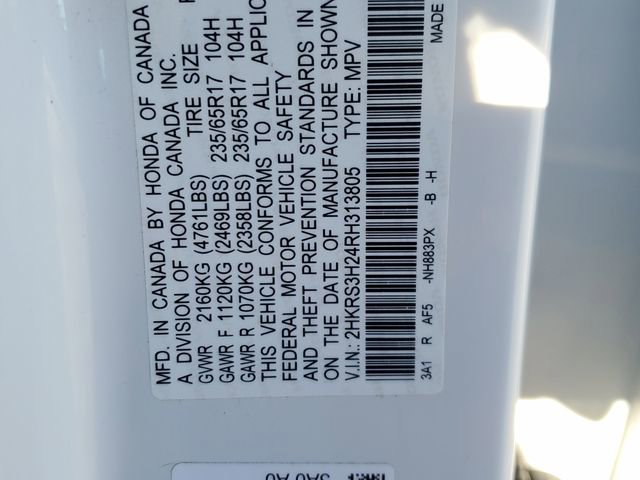 MFD. IN CANADA BY HONDA OF CANADA
A DIVISION OF HONDA CANADA INC.
GVWR 2160KG (4761LBS) TIRE SIZE
GAWR F 1120KG (2469LBS) 235/65R17 104H
GAWR R 1070KG (2358LBS) 235/65R17 104H
THIS VEHICLE CONFORMS TO ALL APPLIC
FEDERAL MOTOR VEHICLE SAFETY
AND THEFT PREVENTION STANDARDS IN
ON THE DATE OF MANUFACTURE SHOWN
V.I.N.: 2HKRS3H24RH313805 TYPE: MPV
3A1 R AF5 -NH883PX -B -H MADE